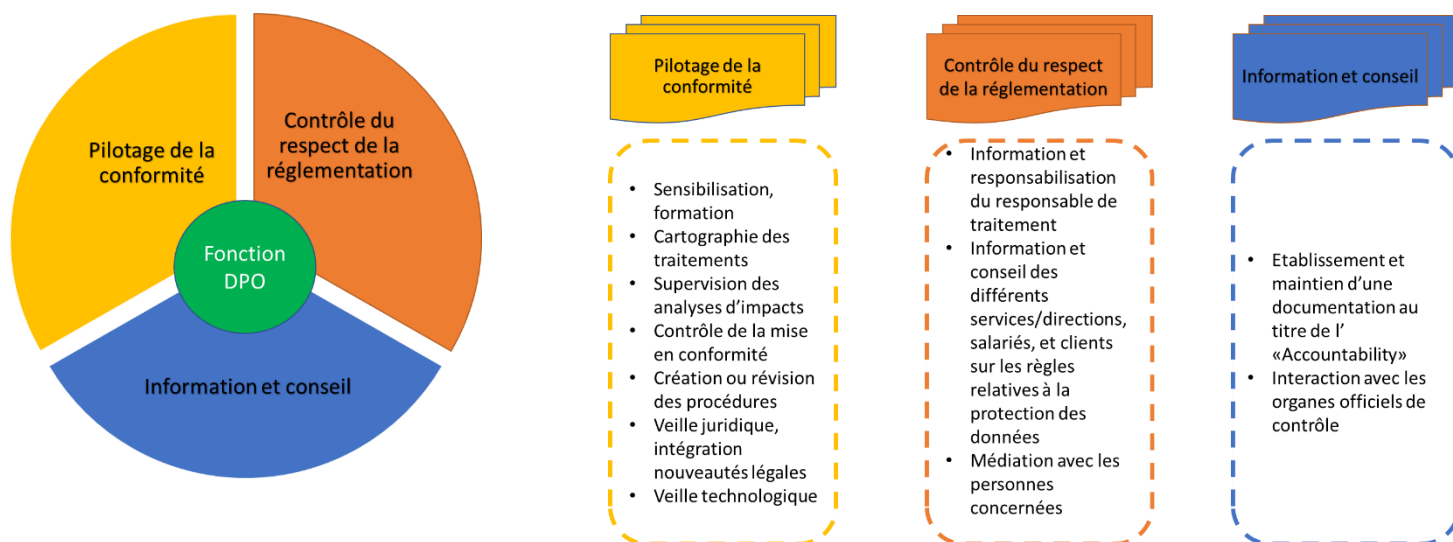 Pilotage de la
conformité
Contrôle du
respect de la
réglementation
Fonction
DPO
Information et conseil
Pilotage de la
conformité
• Sensibilisation,
formation
• Cartographie des
traitements
• Supervision des
analyses d’impacts
• Contrôle de la mise
en conformité
• Création ou révision
des procédures
• Veille juridique,
intégration
nouveautés légales
• Veille technologique
Contrôle du respect
de la réglementation
• Information et
responsabilisation
du responsable de
traitement
• Information et
conseil des
différents
services/directions,
salariés, et clients
sur les règles
relatives à la
protection des
données
• Médiation avec les
personnes
concernées
Information et conseil
• Etablissement et
maintien d’une
documentation au
titre de l’
«Accountability»
• Interaction avec les
organes officiels de
contrôle